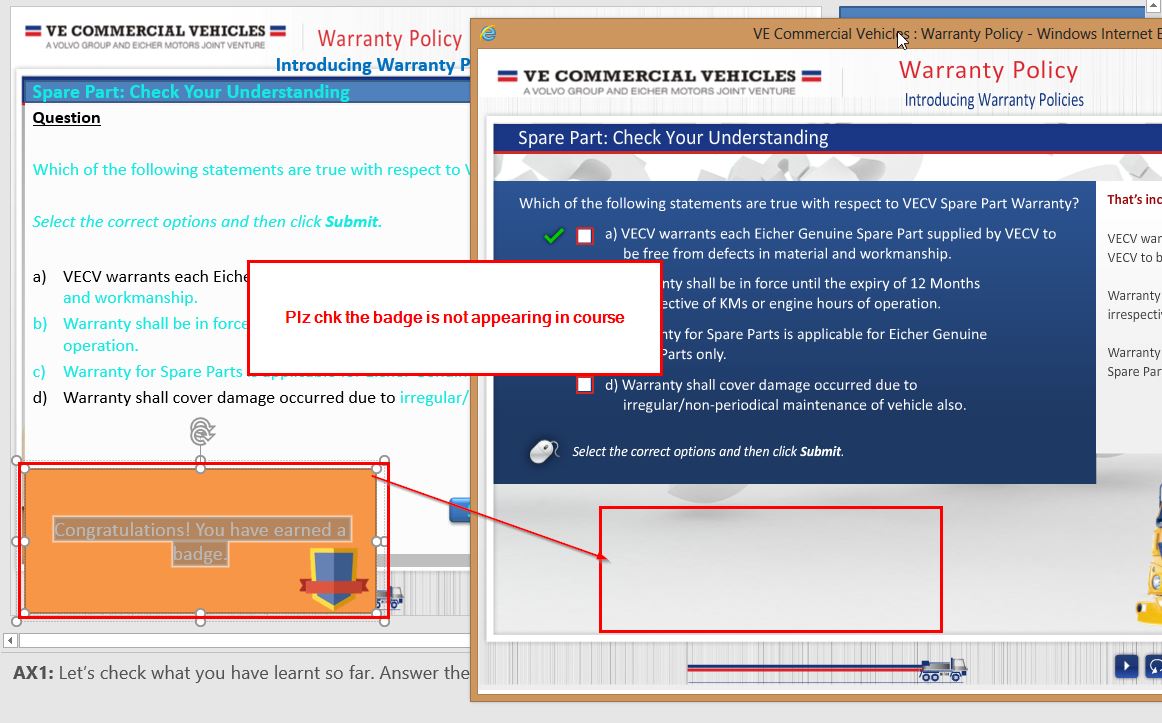 VE COMMERCIAL VEHICLES
A VOLVO GROUP AND EICHER MOTORS JOINT VENTURE
Warranty Policy
Introducing Warranty P
Spare Part: Check Your Understanding
Question
Which of the following statements are true with respect to V
Select the correct options and then click Submit.
a) VECV warrants each Eiche
and workmanship.
b) Warranty shall be in force
operation.
c) Warranty for Spare Parts
d) Warranty shall cover damage occurred due to irregular/
Congratulations! You have earned a
badge.
AX1: Let's check what you have learnt so far. Answer the
Plz chk the badge is not appearing in course
VE Commercial Vehicles : Warranty Policy - Windows Internet E
VE COMMERCIAL VEHICLES
A VOLVO GROUP AND EICHER MOTORS JOINT VENTURE
Warranty Policy
Introducing Warranty Policies
Spare Part: Check Your Understanding
Which of the following statements are true with respect to VECV Spare Part Warranty?
a) VECV warrants each Eicher Genuine Spare Part supplied by VECV to
be free from defects in material and workmanship.
nty shall be in force until the expiry of 12 Months
ective of KMs or engine hours of operation.
nty for Spare Parts is applicable for Eicher Genuine
Parts only.
d) Warranty shall cover damage occurred due to
irregular/non-periodical maintenance of vehicle also.
Select the correct options and then click Submit.
That's inc
VECV war
VECV to b
Warranty
irrespecti
Warranty
Spare Par